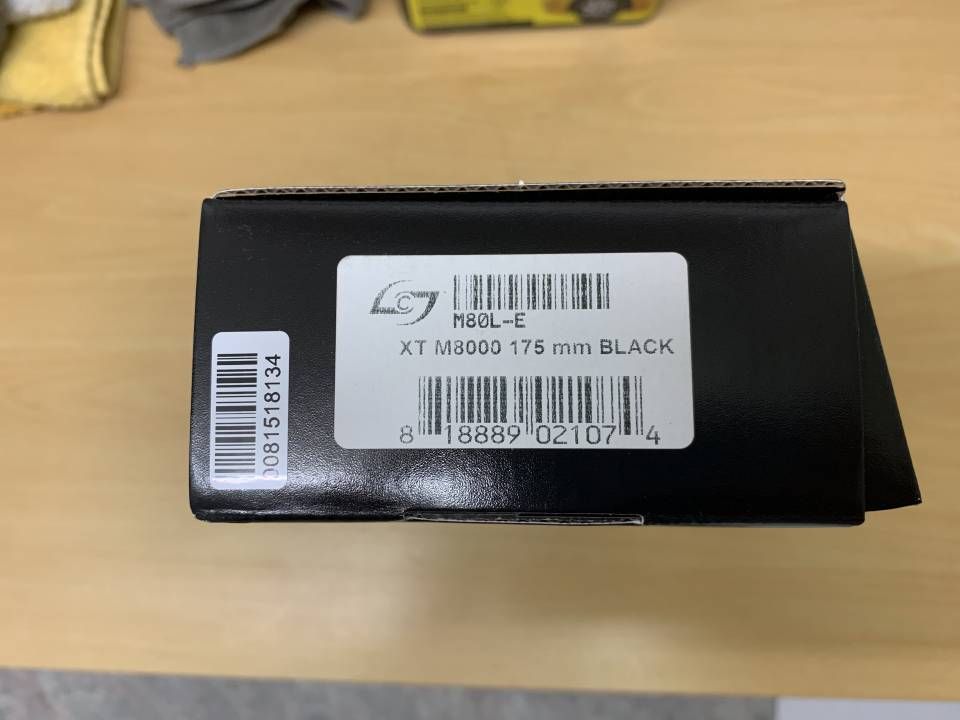 M80L-E
XT M8000 175 mm BLACK
8 18889 02107 4
0081518134